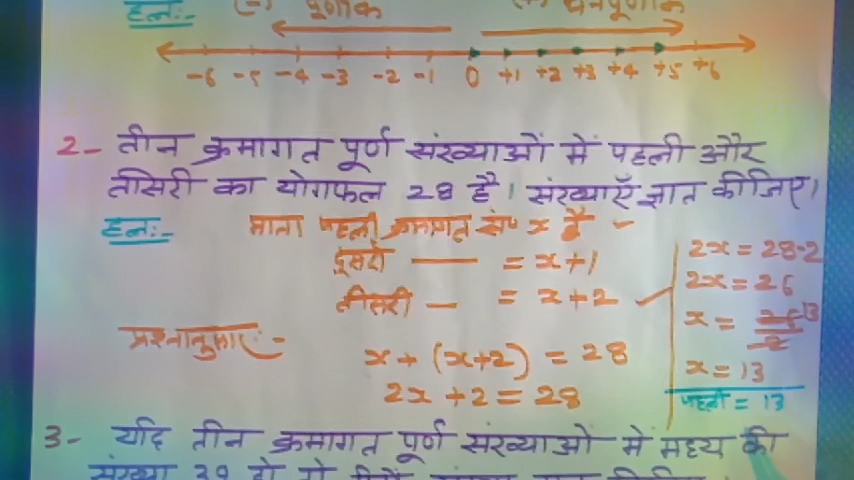 हल:- (-) पूर्णांक (+) धनपूर्णांक
-6 -5 -4 -3 -2 -1 0 +1 +2 +3 +4 +5 +6
2- तीन क्रमागत पूर्ण संख्याओं में पहली और
तीसिरी का योगफल 28 है। संख्याएँ ज्ञात कीजिए।
हल:- माना पहली क्रमागत सं० x है
दूसरी —— = x+1
तीसरी — = x+2
प्रश्नानुसार:-
x + (x+2) = 28
2x + 2 = 28
2x = 28-2
2x = 26
x = 26 13
2
x = 13
पहली = 13
3- यदि तीन क्रमागत पूर्ण संख्याओ में मध्य की
संख्या 39 हो तो